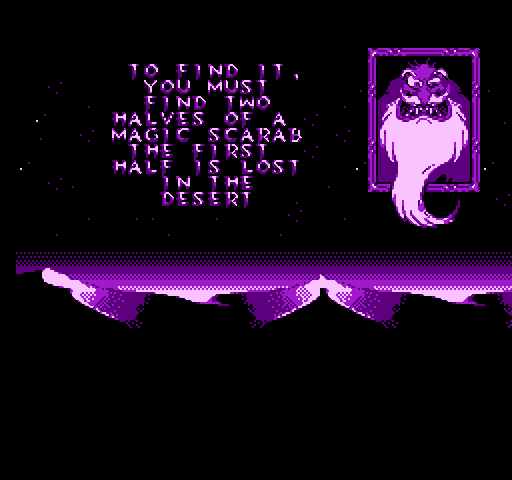 TO FIND IT,
YOU MUST
FIND TWO
HALVES OF A
MAGIC SCARAB
THE FIRST
HALF IS LOST
IN THE
DESERT